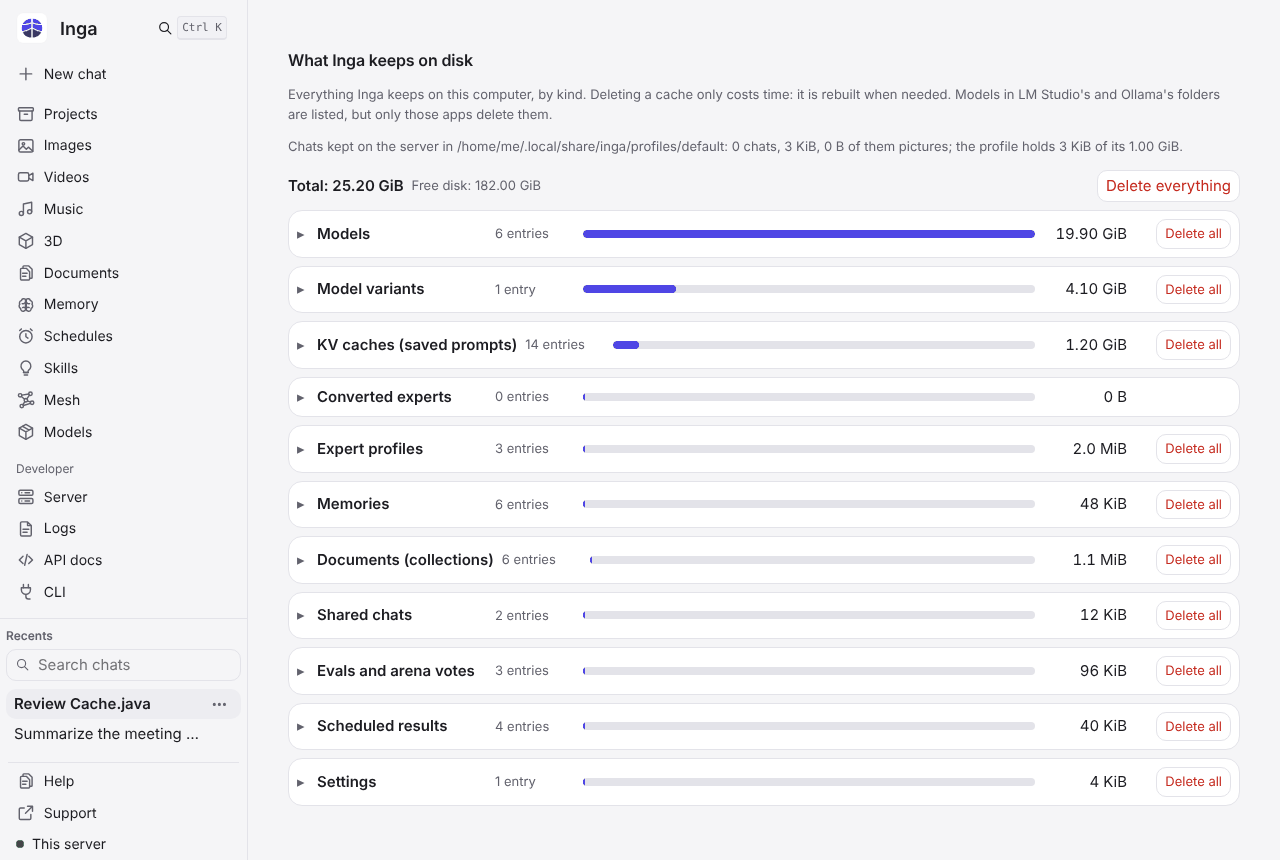 Inga
Ctrl K
New chat
Projects
Images
Videos
Music
3D
Documents
Memory
Schedules
Skills
Mesh
Models
Developer
Server
Logs
API docs
CLI
Recents
Search chats
Review Cache.java
Summarize the meeting ...
Help
Support
This server
What Inga keeps on disk
Everything Inga keeps on this computer, by kind. Deleting a cache only costs time: it is rebuilt when needed. Models in LM Studio's and Ollama's folders
are listed, but only those apps delete them.
Chats kept on the server in /home/me/.local/share/inga/profiles/default: 0 chats, 3 KiB, 0 B of them pictures; the profile holds 3 KiB of its 1.00 GiB.
Total: 25.20 GiB Free disk: 182.00 GiB Delete everything
Models 6 entries 19.90 GiB Delete all
Model variants 1 entry 4.10 GiB Delete all
KV caches (saved prompts) 14 entries 1.20 GiB Delete all
Converted experts 0 entries 0 B
Expert profiles 3 entries 2.0 MiB Delete all
Memories 6 entries 48 KiB Delete all
Documents (collections) 6 entries 1.1 MiB Delete all
Shared chats 2 entries 12 KiB Delete all
Evals and arena votes 3 entries 96 KiB Delete all
Scheduled results 4 entries 40 KiB Delete all
Settings 1 entry 4 KiB Delete all